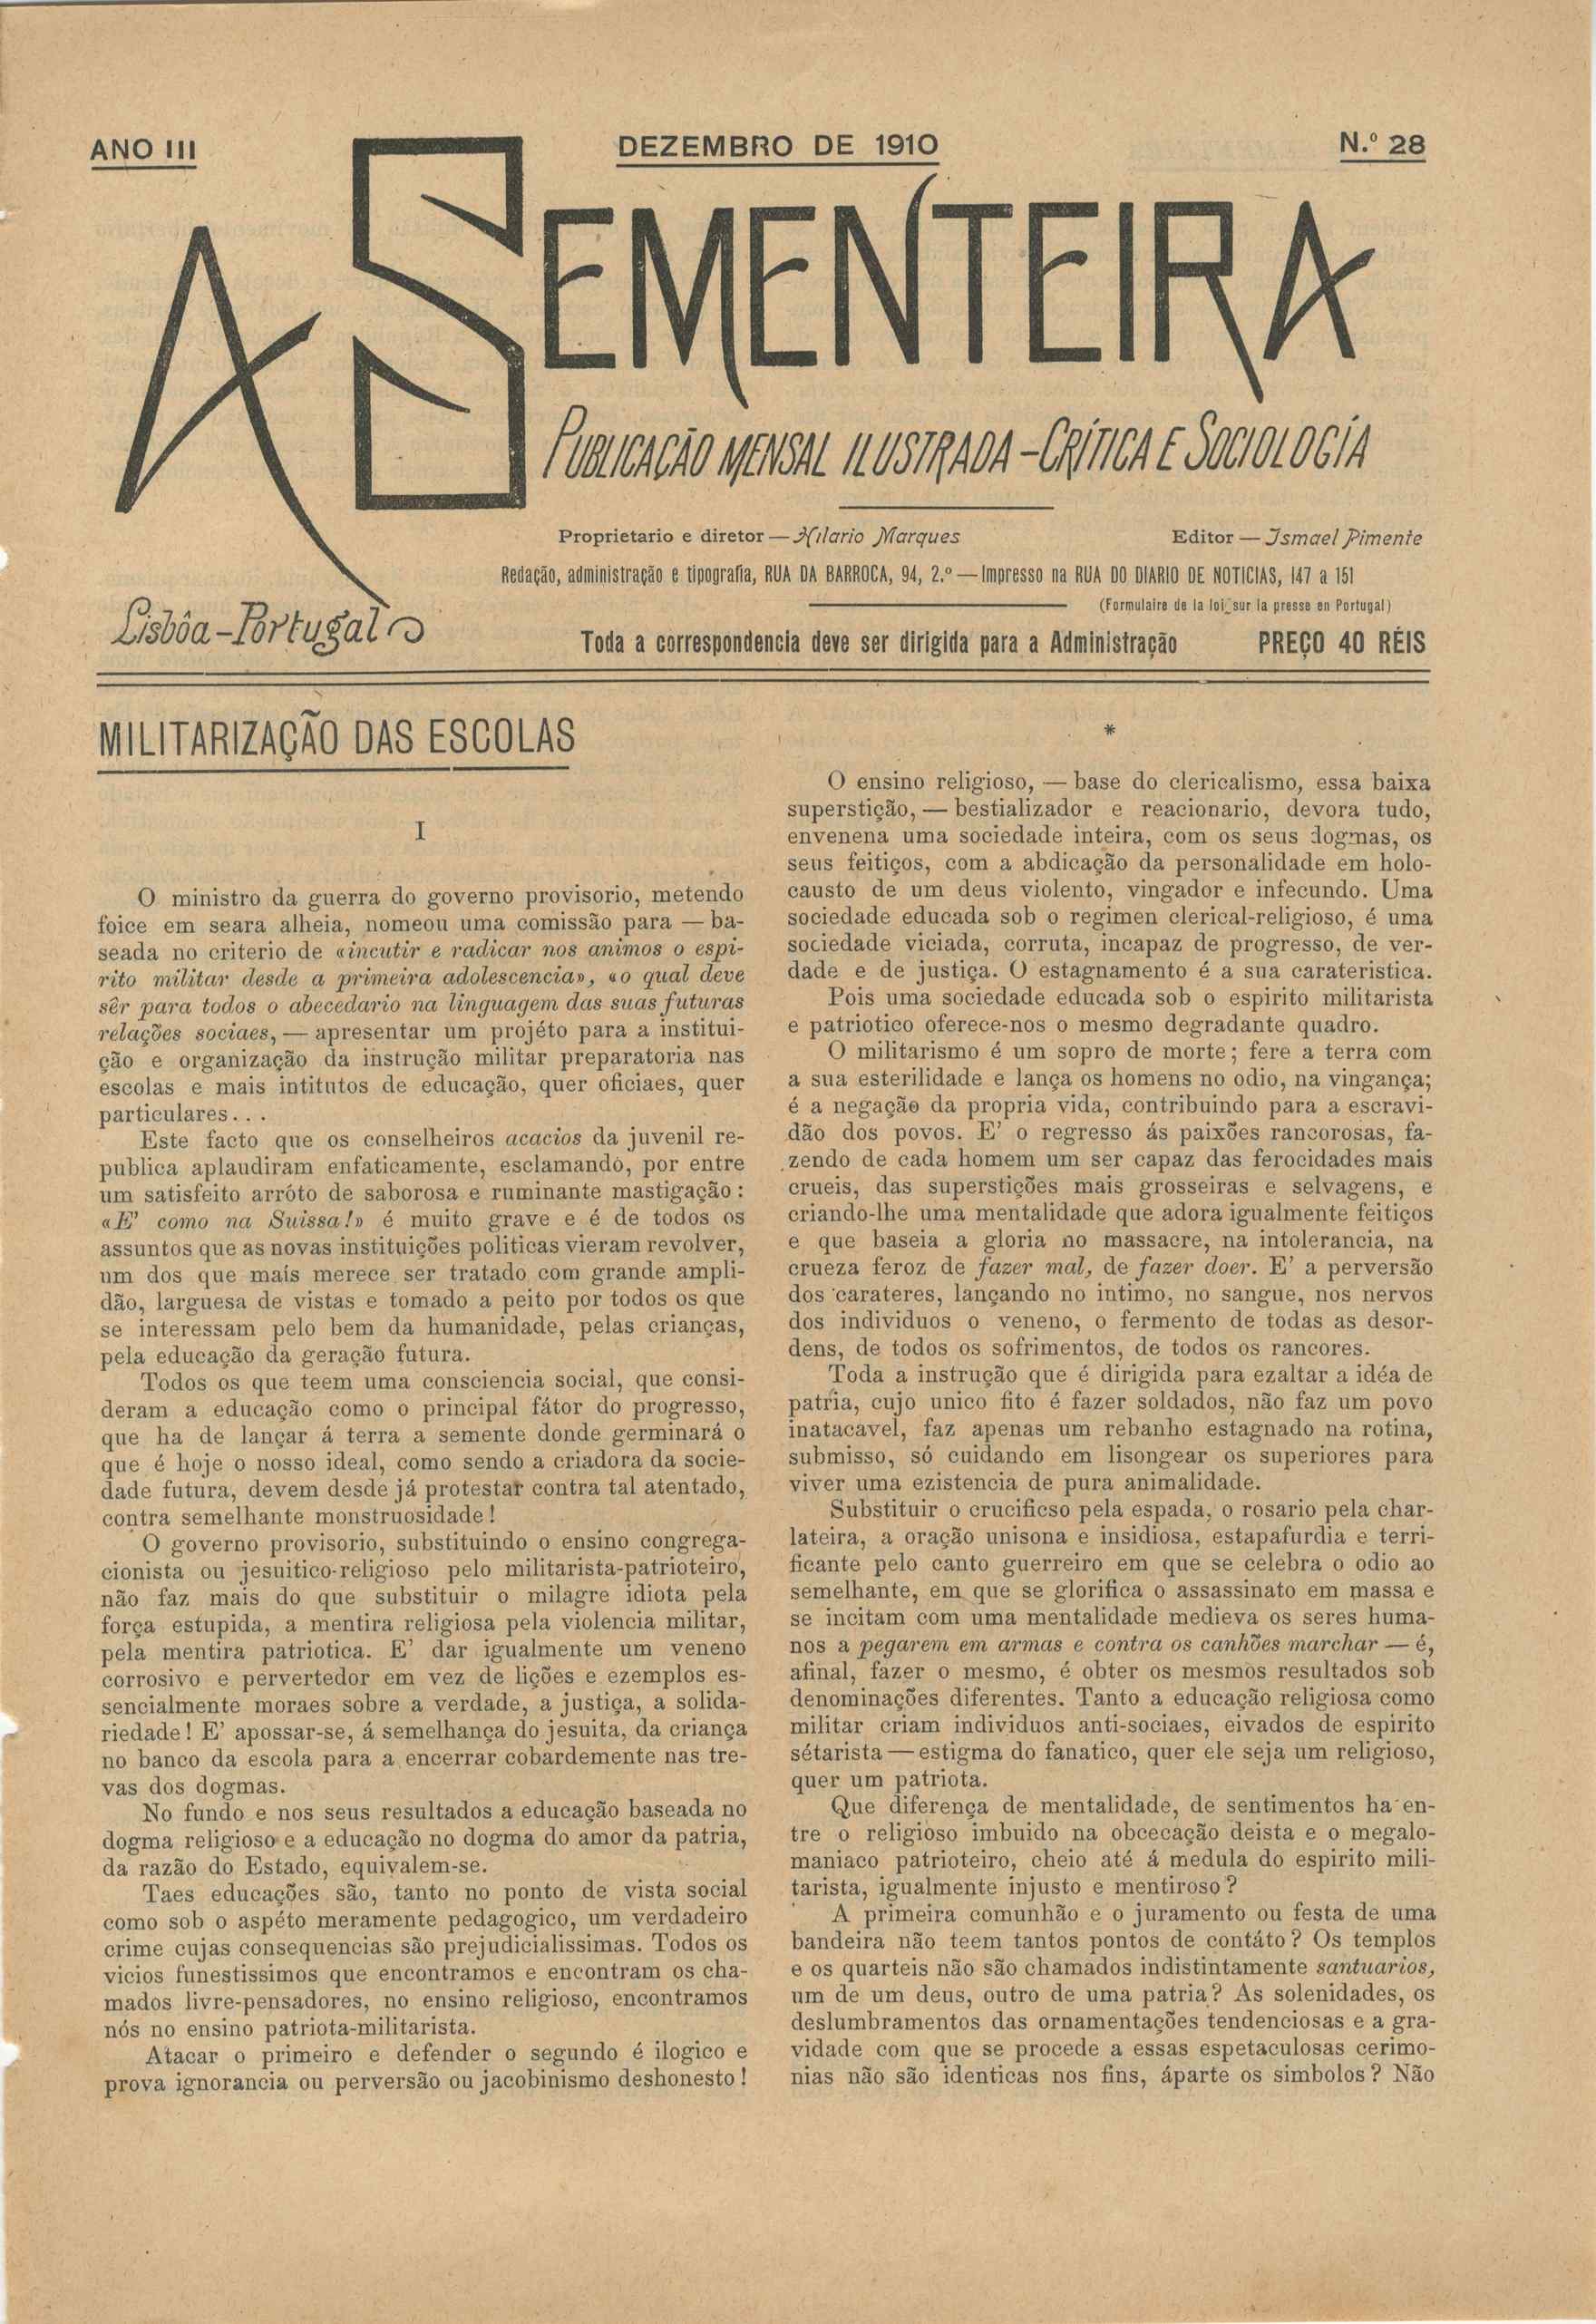 ANO III
DEZEMBRO DE 1910
N.º 28
A SEMENTEIRA
PUBLICAÇÃO MENSAL ILUSTRADA-CRÍTICA E SOCIOLOGÍA
Proprietario e diretor — Hilario Marques
Editor — Ismael Pimente
Redação, administração e tipografia, RUA DA BARROCA, 94, 2.º — Impresso na RUA DO DIARIO DE NOTICIAS, 147 a 151
(Formulaire de la loi sur la presse en Portugal)
Lisbôa-Portugal
Toda a correspondencia deve ser dirigida para a Administração
PREÇO 40 RÉIS
MILITARIZAÇÃO DAS ESCOLAS
I
O ministro da guerra do governo provisorio, metendo
foice em seara alheia, nomeou uma comissão para — ba-
seada no criterio de «incutir e radicar nos animos o espi-
rito militar desde a primeira adolescencia», «o qual deve
sêr para todos o abecedario na linguagem das suas futuras
relações sociaes, — apresentar um projéto para a institui-
ção e organização da instrução militar preparatoria nas
escolas e mais intitutos de educação, quer oficiaes, quer
particulares...
Este facto que os conselheiros acacios da juvenil re-
publica aplaudiram enfaticamente, esclamando, por entre
um satisfeito arrôto de saborosa e ruminante mastigação:
«E' como na Suissa!» é muito grave e é de todos os
assuntos que as novas instituições politicas vieram revolver,
um dos que mais merece ser tratado com grande ampli-
dão, larguesa de vistas e tomado a peito por todos os que
se interessam pelo bem da humanidade, pelas crianças,
pela educação da geração futura.
Todos os que teem uma consciencia social, que consi-
deram a educação como o principal fátor do progresso,
que ha de lançar á terra a semente donde germinará o
que é hoje o nosso ideal, como sendo a criadora da socie-
dade futura, devem desde já protestar contra tal atentado,
contra semelhante monstruosidade!
O governo provisorio, substituindo o ensino congrega-
cionista ou jesuitico-religioso pelo militarista-patrioteiro,
não faz mais do que substituir o milagre idiota pela
força estupida, a mentira religiosa pela violencia militar,
pela mentira patriotica. E' dar igualmente um veneno
corrosivo e pervertedor em vez de lições e ezemplos es-
sencialmente moraes sobre a verdade, a justiça, a solida-
riedade! E' apossar-se, á semelhança do jesuita, da criança
no banco da escola para a encerrar cobardemente nas tre-
vas dos dogmas.
No fundo e nos seus resultados a educação baseada no
dogma religioso e a educação no dogma do amor da patria,
da razão do Estado, equivalem-se.
Taes educações são, tanto no ponto de vista social
como sob o aspéto meramente pedagogico, um verdadeiro
crime cujas consequencias são prejudicialissimas. Todos os
vicios funestissimos que encontramos e encontram os cha-
mados livre-pensadores, no ensino religioso, encontramos
nós no ensino patriota-militarista.
Atacar o primeiro e defender o segundo é ilogico e
prova ignorancia ou perversão ou jacobinismo deshonesto!
*
O ensino religioso, — base do clericalismo, essa baixa
superstição, — bestializador e reacionario, devora tudo,
envenena uma sociedade inteira, com os seus dogmas, os
seus feitiços, com a abdicação da personalidade em holo-
causto de um deus violento, vingador e infecundo. Uma
sociedade educada sob o regimen clerical-religioso, é uma
sociedade viciada, corruta, incapaz de progresso, de ver-
dade e de justiça. O estagnamento é a sua carateristica.
Pois uma sociedade educada sob o espirito militarista
e patriotico oferece-nos o mesmo degradante quadro.
O militarismo é um sopro de morte; fere a terra com
a sua esterilidade e lança os homens no odio, na vingança;
é a negação da propria vida, contribuindo para a escravi-
dão dos povos. E' o regresso ás paixões rancorosas, fa-
zendo de cada homem um ser capaz das ferocidades mais
crueis, das superstições mais grosseiras e selvagens, e
criando-lhe uma mentalidade que adora igualmente feitiços
e que baseia a gloria no massacre, na intolerancia, na
crueza feroz de fazer mal, de fazer doer. E' a perversão
dos carateres, lançando no intimo, no sangue, nos nervos
dos individuos o veneno, o fermento de todas as desor-
dens, de todos os sofrimentos, de todos os rancores.
Toda a instrução que é dirigida para ezaltar a idéa de
patria, cujo unico fito é fazer soldados, não faz um povo
inatacavel, faz apenas um rebanho estagnado na rotina,
submisso, só cuidando em lisongear os superiores para
viver uma ezistencia de pura animalidade.
Substituir o crucificso pela espada, o rosario pela char-
lateira, a oração unisona e insidiosa, estapafurdia e terri-
ficante pelo canto guerreiro em que se celebra o odio ao
semelhante, em que se glorifica o assassinato em massa e
se incitam com uma mentalidade medieva os seres huma-
nos a pegarem em armas e contra os canhões marchar — é,
afinal, fazer o mesmo, é obter os mesmos resultados sob
denominações diferentes. Tanto a educação religiosa como
militar criam individuos anti-sociaes, eivados de espirito
sétarista — estigma do fanatico, quer ele seja um religioso,
quer um patriota.
Que diferença de mentalidade, de sentimentos ha en-
tre o religioso imbuido na obcecação deista e o megalo-
maniaco patrioteiro, cheio até á medula do espirito mili-
tarista, igualmente injusto e mentiroso?
A primeira comunhão e o juramento ou festa de uma
bandeira não teem tantos pontos de contáto? Os templos
e os quarteis não são chamados indistintamente santuarios,
um de um deus, outro de uma patria? As solenidades, os
deslumbramentos das ornamentações tendenciosas e a gra-
vidade com que se procede a essas espetaculosas cerimo-
nias não são identicas nos fins, áparte os simbolos? Não